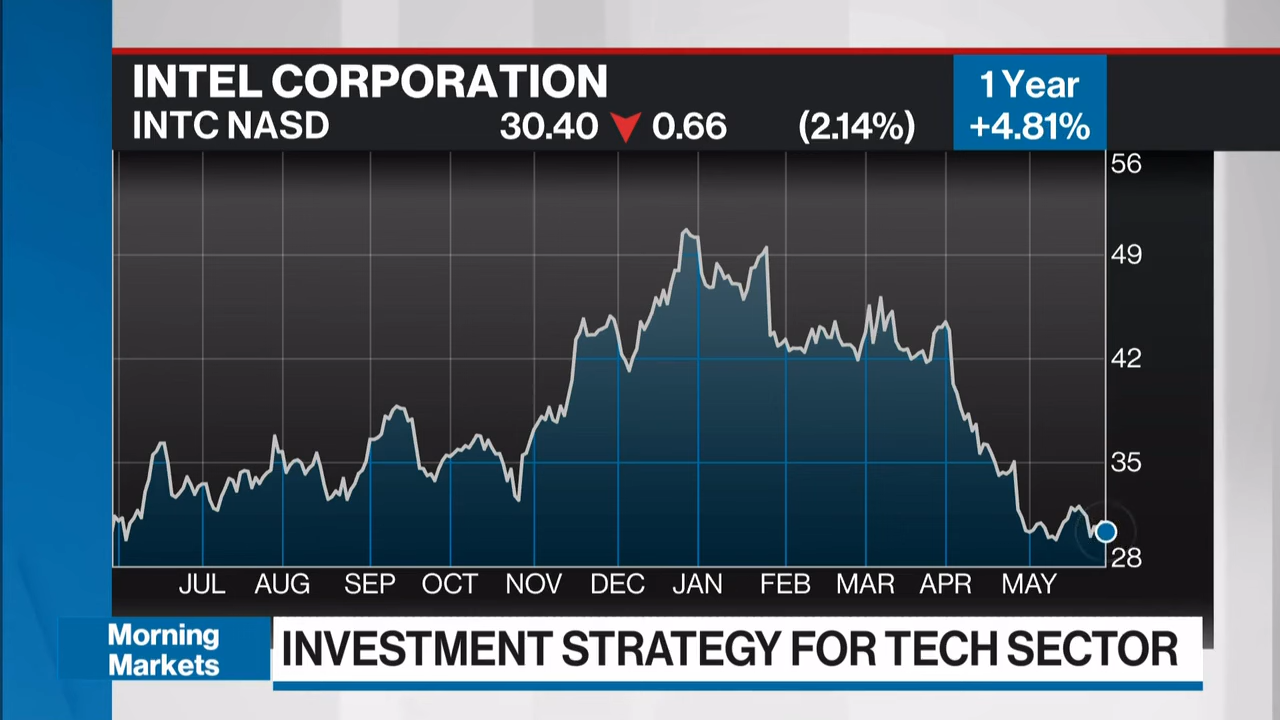 INTEL CORPORATION
INTC NASD 30.40 ▼ 0.66 (2.14%)
1 Year
+4.81%
56
49
42
35
28
JUL AUG SEP OCT NOV DEC JAN FEB MAR APR MAY
Morning
Markets
INVESTMENT STRATEGY FOR TECH SECTOR